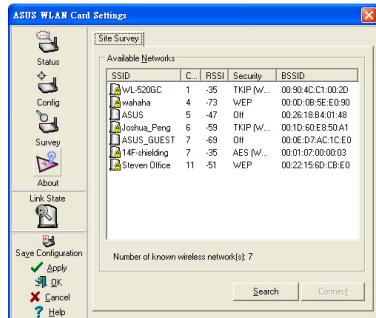 ASUS WLAN Card Settings
Status
Config
Survey
About
Link State
Save Configuration
Apply
OK
Cancel
Help
Site Survey
Available Networks
SSID C... RSSI Security BSSID
WL-520GC 1 -35 TKIP (W... 00:90:4C:C1:00:2D
wahaha 4 -73 WEP 00:0D:0B:5E:E0:90
ASUS 5 -47 Off 00:26:18:B4:01:48
Joshua_Peng 6 -59 TKIP (W... 00:1D:60:E8:50:A1
ASUS_GUEST 7 -69 Off 00:0E:D7:AC:1C:E0
14F-shielding 7 -35 AES (W... 00:01:07:00:00:03
Steven Office 11 -51 WEP 00:22:15:6D:CB:E0
Number of known wireless network(s): 7
Search
Connect